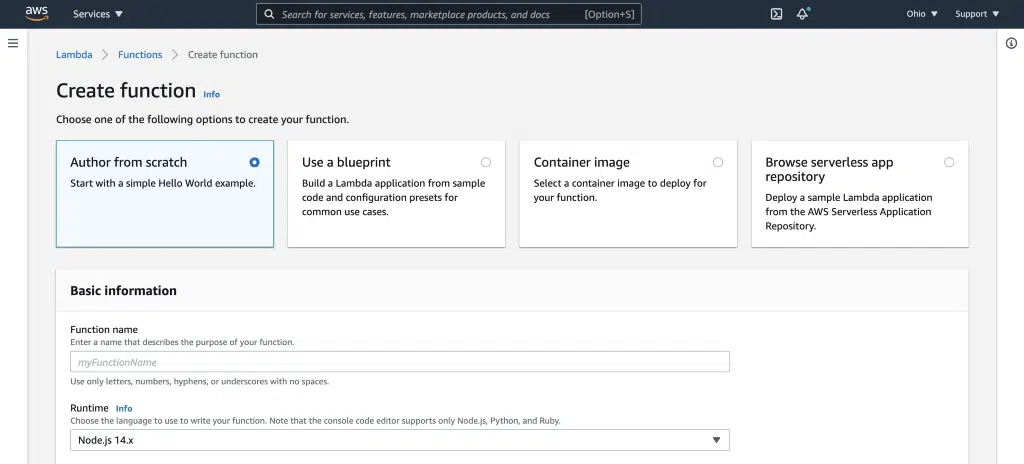 aws Services Search for services, features, marketplace products, and docs [Option+S] Ohio Support
Lambda Functions Create function
Create function Info
Choose one of the following options to create your function.
Author from scratch
Start with a simple Hello World example.
Use a blueprint
Build a Lambda application from sample
code and configuration presets for
common use cases.
Container image
Select a container image to deploy for
your function.
Browse serverless app
repository
Deploy a sample Lambda application
from the AWS Serverless Application
Repository.
Basic information
Function name
Enter a name that describes the purpose of your function.
myFunctionName
Use only letters, numbers, hyphens, or underscores with no spaces.
Runtime Info
Choose the language to use to write your function. Note that the console code editor supports only Node.js, Python, and Ruby.
Node.js 14.x